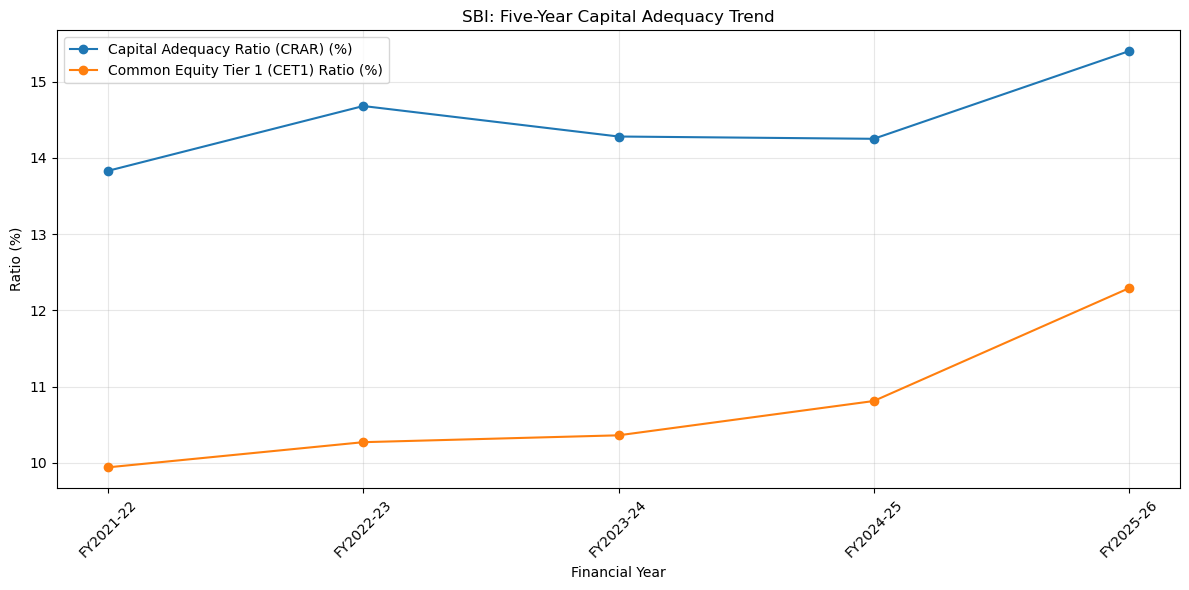 SBI: Five-Year Capital Adequacy Trend
Capital Adequacy Ratio (CRAR) (%)
Common Equity Tier 1 (CET1) Ratio (%)
Ratio (%)
15
14
13
12
11
10
FY2021-22
FY2022-23
FY2023-24
FY2024-25
FY2025-26
Financial Year